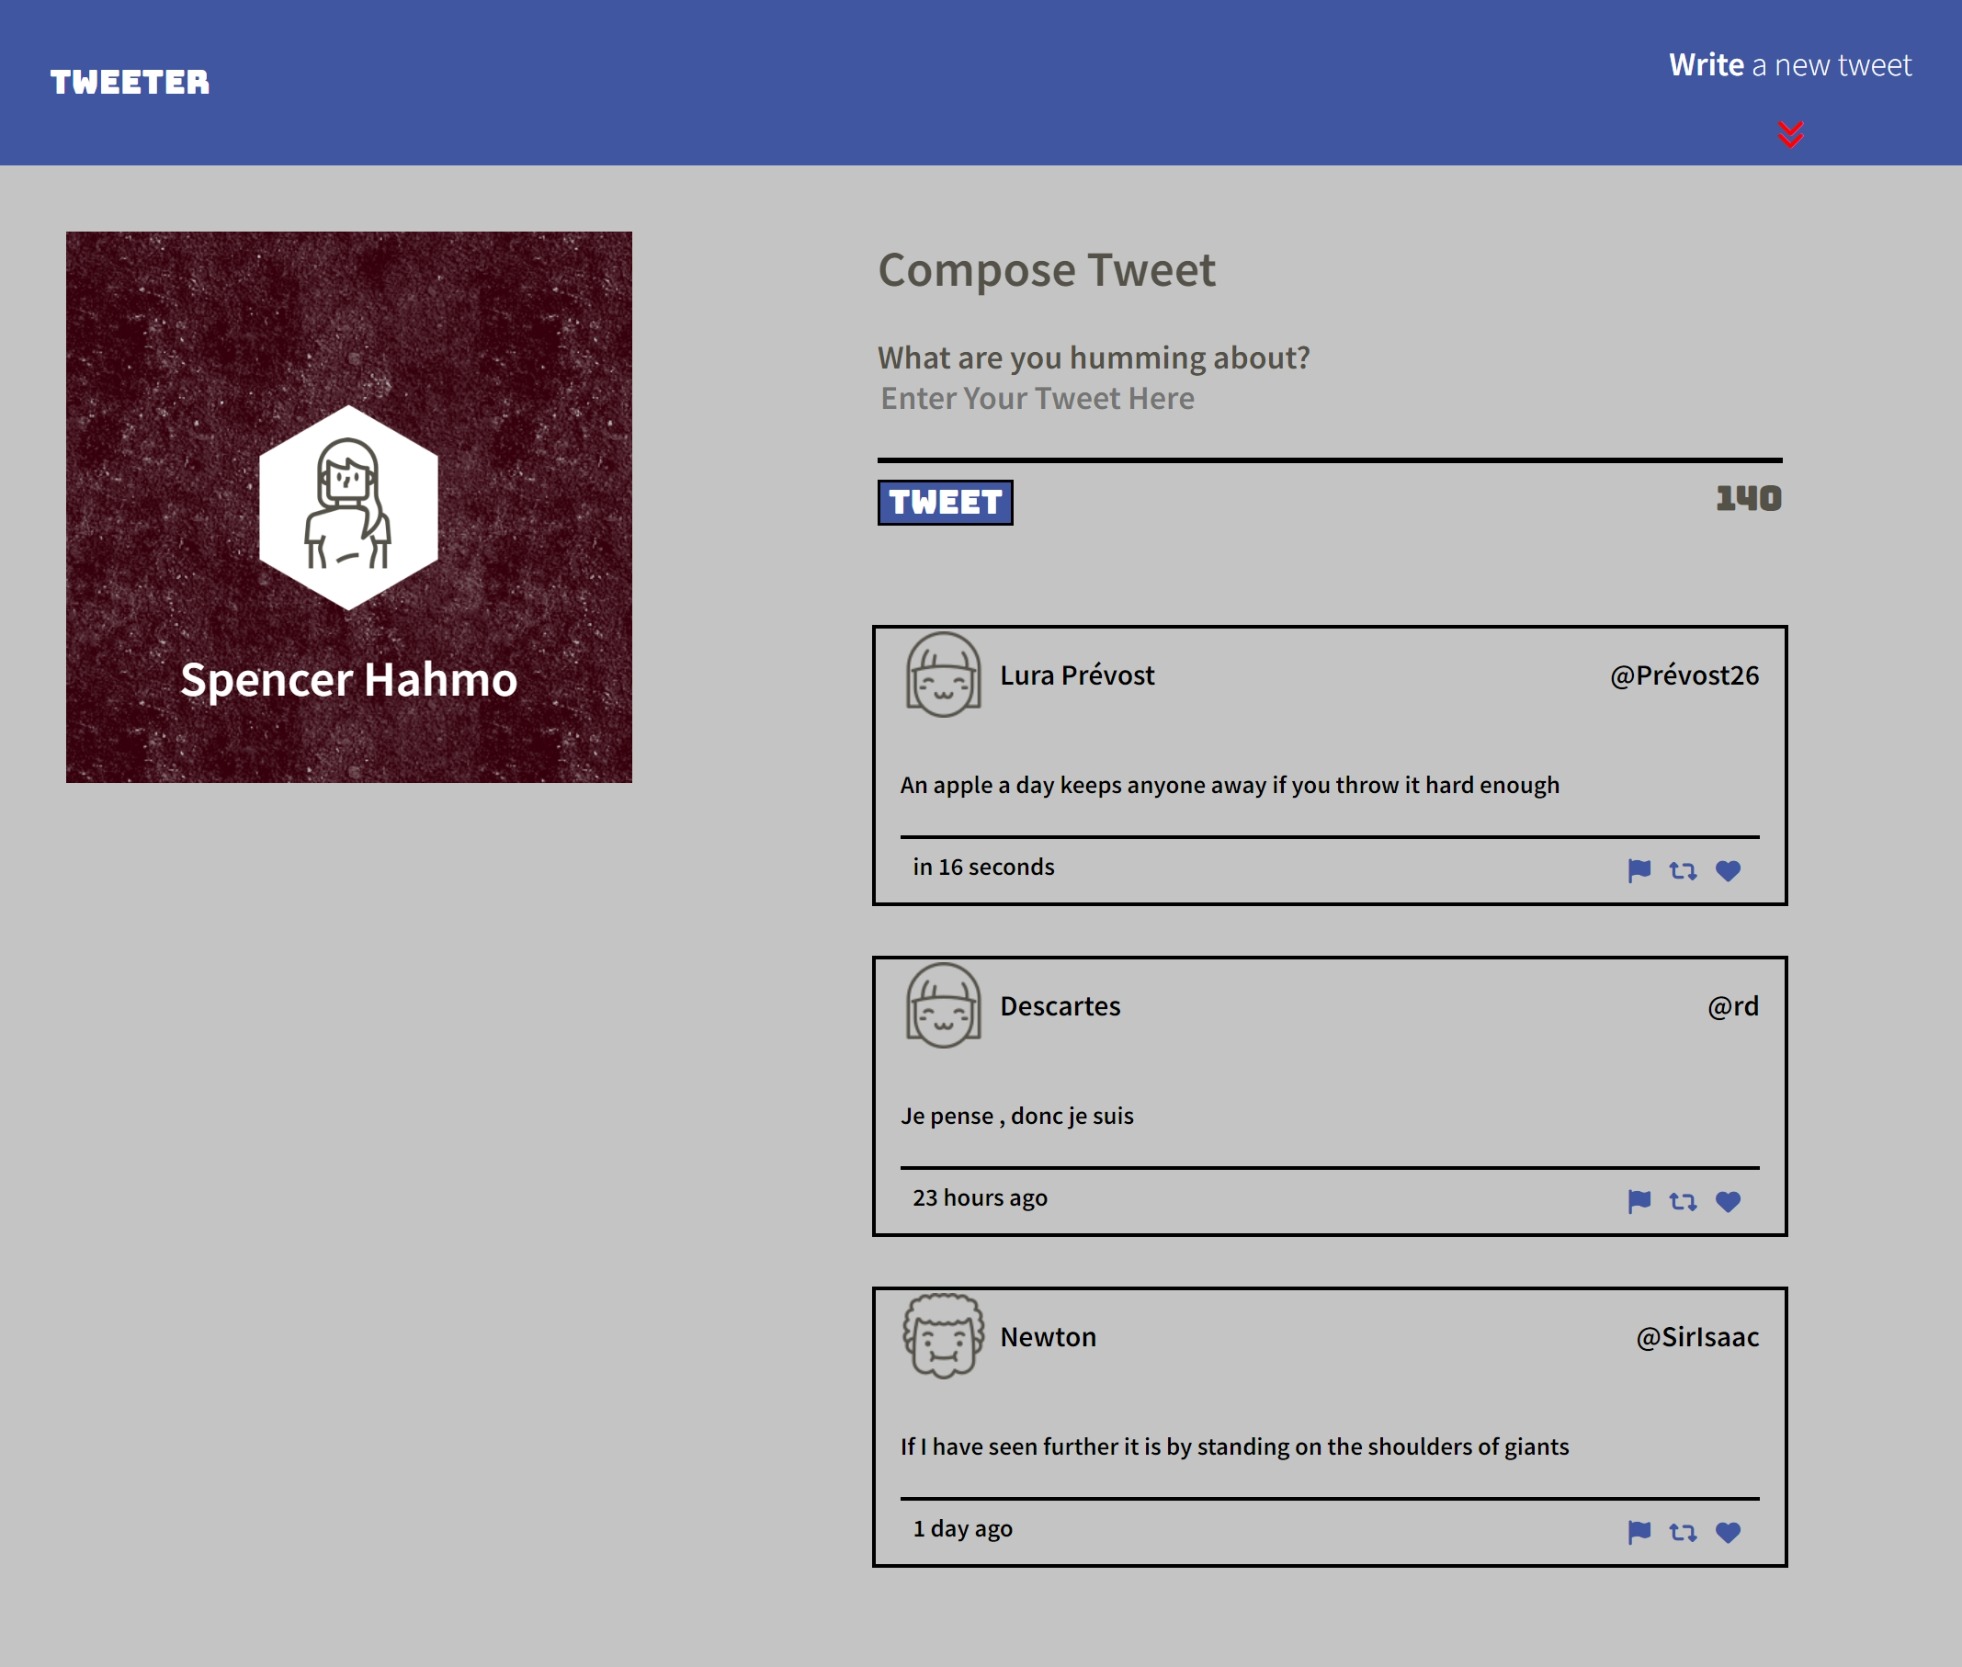 TWEETER
Write a new tweet
Spencer Hahmo
Compose Tweet
What are you humming about?
Enter Your Tweet Here
TWEET
140
Lura Prévost
@Prévost26
An apple a day keeps anyone away if you throw it hard enough
in 16 seconds
Descartes
@rd
Je pense , donc je suis
23 hours ago
Newton
@SirIsaac
If I have seen further it is by standing on the shoulders of giants
1 day ago